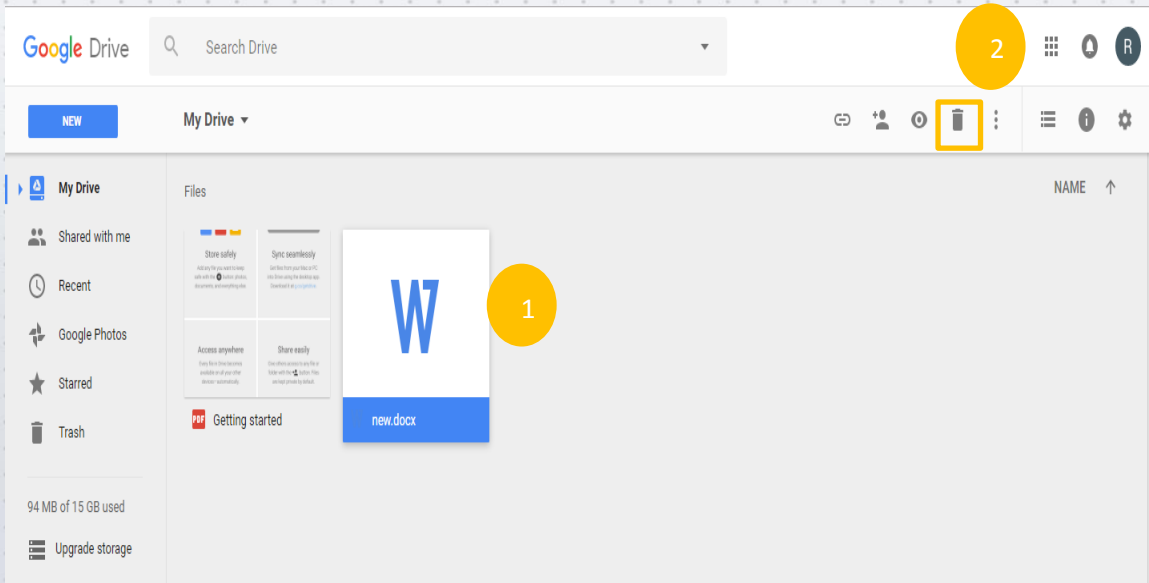 Google Drive
Search Drive
2
R
NEW
My Drive
My Drive
Shared with me
Recent
Google Photos
Starred
Trash
94 MB of 15 GB used
Upgrade storage
Files
NAME
Store safely
Sync seamlessly
Access anywhere
Share easily
PDF Getting started
W
new.docx
1